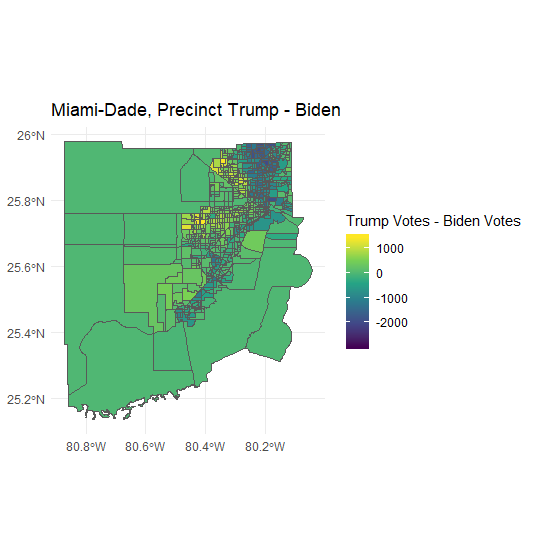 Miami-Dade, Precinct Trump - Biden
26°N
25.8°N
25.6°N
25.4°N
25.2°N
80.8°W
80.6°W
80.4°W
80.2°W
Trump Votes - Biden Votes
1000
0
-1000
-2000